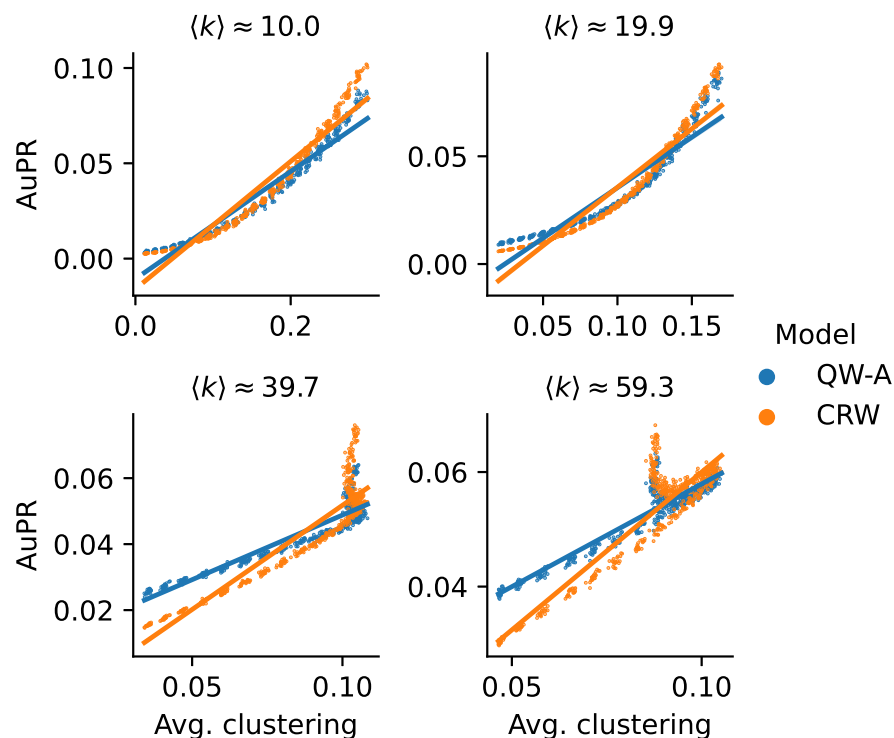 ⟨k⟩ ≈ 10.0
⟨k⟩ ≈ 19.9
0.10
0.05
0.00
AuPR
0.0
0.2
0.05
0.00
0.05
0.10
0.15
Model
QW-A
CRW
⟨k⟩ ≈ 39.7
⟨k⟩ ≈ 59.3
0.06
0.04
0.02
AuPR
0.05
0.10
Avg. clustering
0.06
0.04
0.05
0.10
Avg. clustering